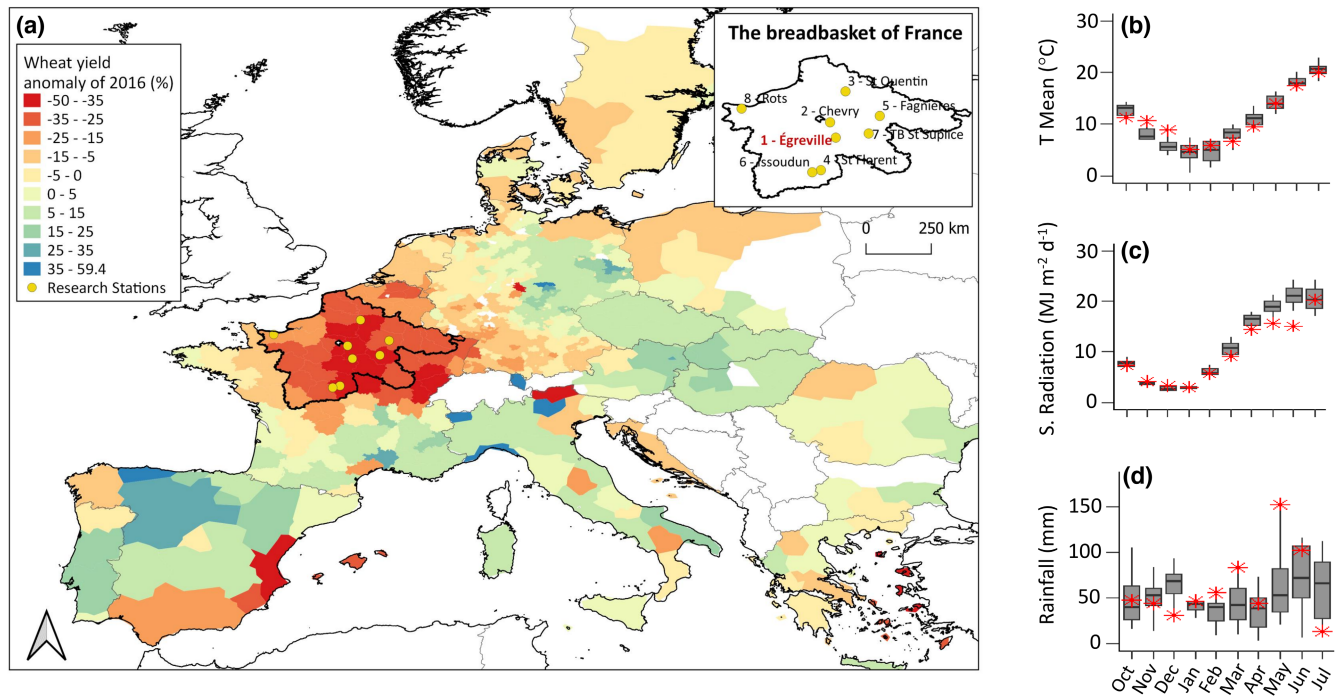 (a)
Wheat yield
anomaly of 2016 (%)
-50 - -35
-35 - -25
-25 - -15
-15 - -5
-5 - 0
0 - 5
5 - 15
15 - 25
25 - 35
35 - 59.4
Research Stations
The breadbasket of France
3 - St Quentin
8 - Rots
5 - Fagnières
2 - Chevry
1 - Égreville
7 - TB St Suplice
6 - Issoudun
4 - St Florent
0 250 km
(b)
T Mean (°C)
30
20
10
0
(c)
S. Radiation (MJ m-2 d-1)
30
20
10
0
(d)
Rainfall (mm)
150
100
50
0
Oct
Nov
Dec
Jan
Feb
Mar
Apr
May
Jun
Jul